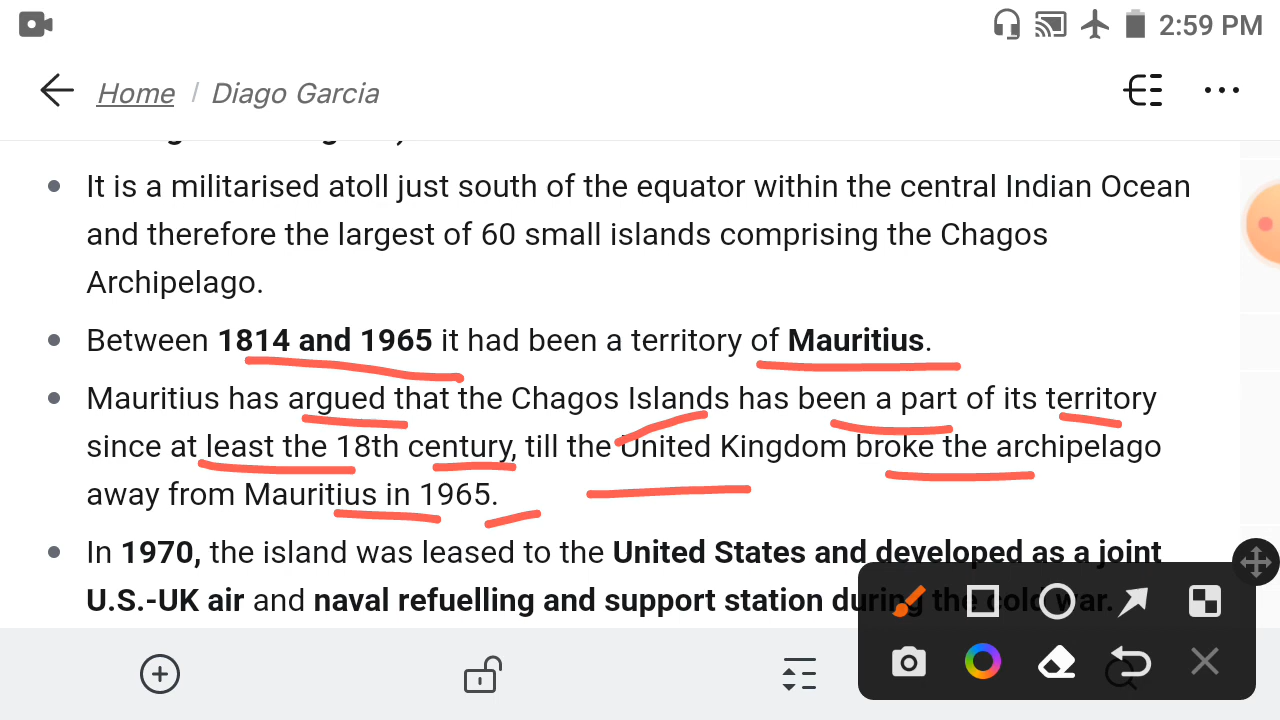 2:59 PM
Home / Diago Garcia
It is a militarised atoll just south of the equator within the central Indian Ocean
and therefore the largest of 60 small islands comprising the Chagos
Archipelago.
Between 1814 and 1965 it had been a territory of Mauritius.
Mauritius has argued that the Chagos Islands has been a part of its territory
since at least the 18th century, till the United Kingdom broke the archipelago
away from Mauritius in 1965.
In 1970, the island was leased to the United States and developed as a joint
U.S.-UK air and naval refuelling and support station during the cold war.